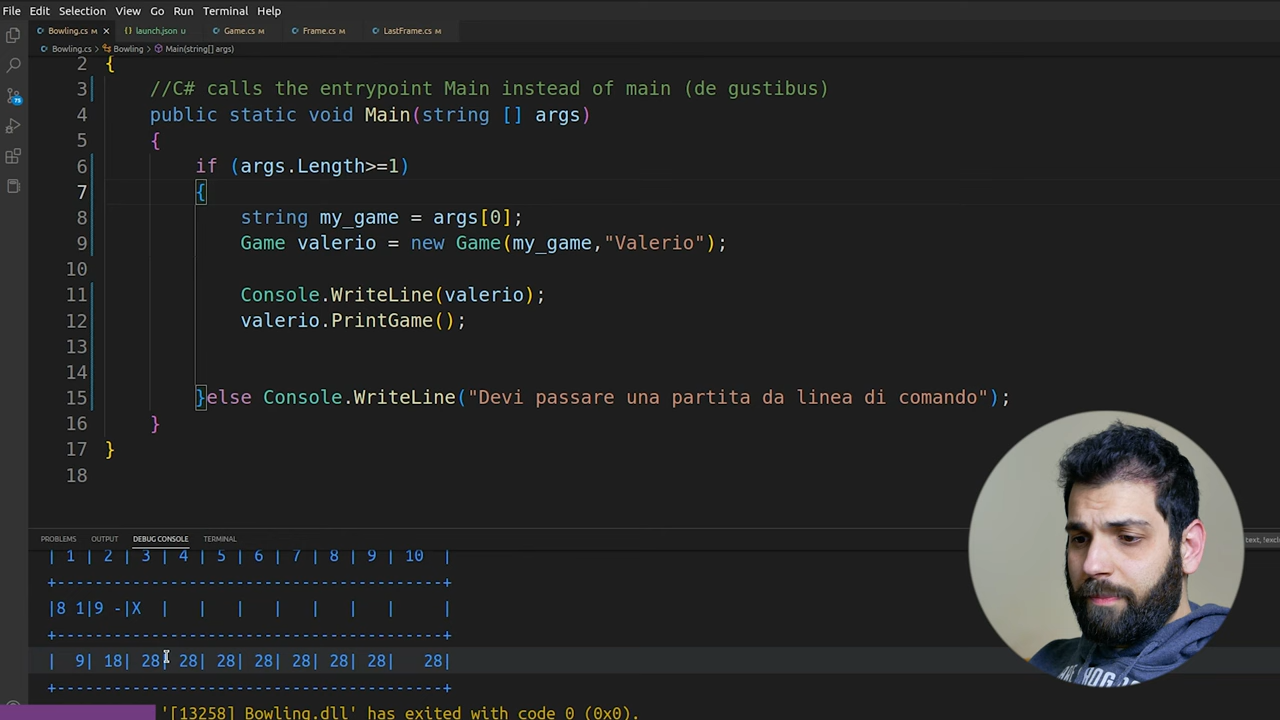 File Edit Selection View Go Run Terminal Help
Bowling.cs M launch.json U Game.cs M Frame.cs M LastFrame.cs M
Bowling.cs > Bowling > Main(string[] args)
2 {
3 //C# calls the entrypoint Main instead of main (de gustibus)
4 public static void Main(string [] args)
5 {
6 if (args.Length>=1)
7 {
8 string my_game = args[0];
9 Game valerio = new Game(my_game,"Valerio");
10
11 Console.WriteLine(valerio);
12 valerio.PrintGame();
13
14
15 }else Console.WriteLine("Devi passare una partita da linea di comando");
16 }
17 }
18
PROBLEMS OUTPUT DEBUG CONSOLE TERMINAL
| 1 | 2 | 3 | 4 | 5 | 6 | 7 | 8 | 9 | 10 |
+-----------------------------------------+
|8 1|9 -|X | | | | | | | |
+-----------------------------------------+
| 9| 18| 28| 28| 28| 28| 28| 28| 28| 28|
+-----------------------------------------+
'[13258] Bowling.dll' has exited with code 0 (0x0).